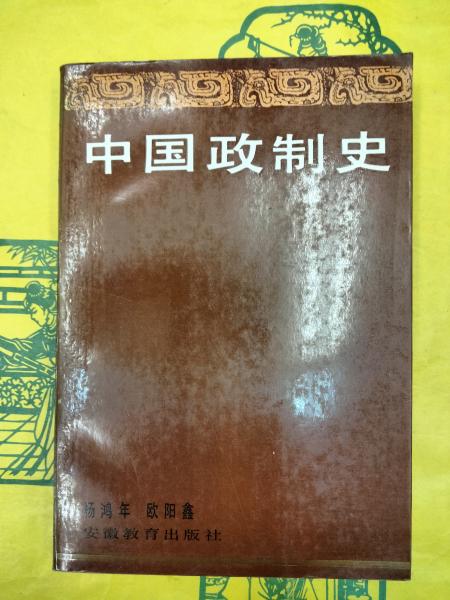 中国政制史
杨鸿年 欧阳鑫
安徽教育出版社